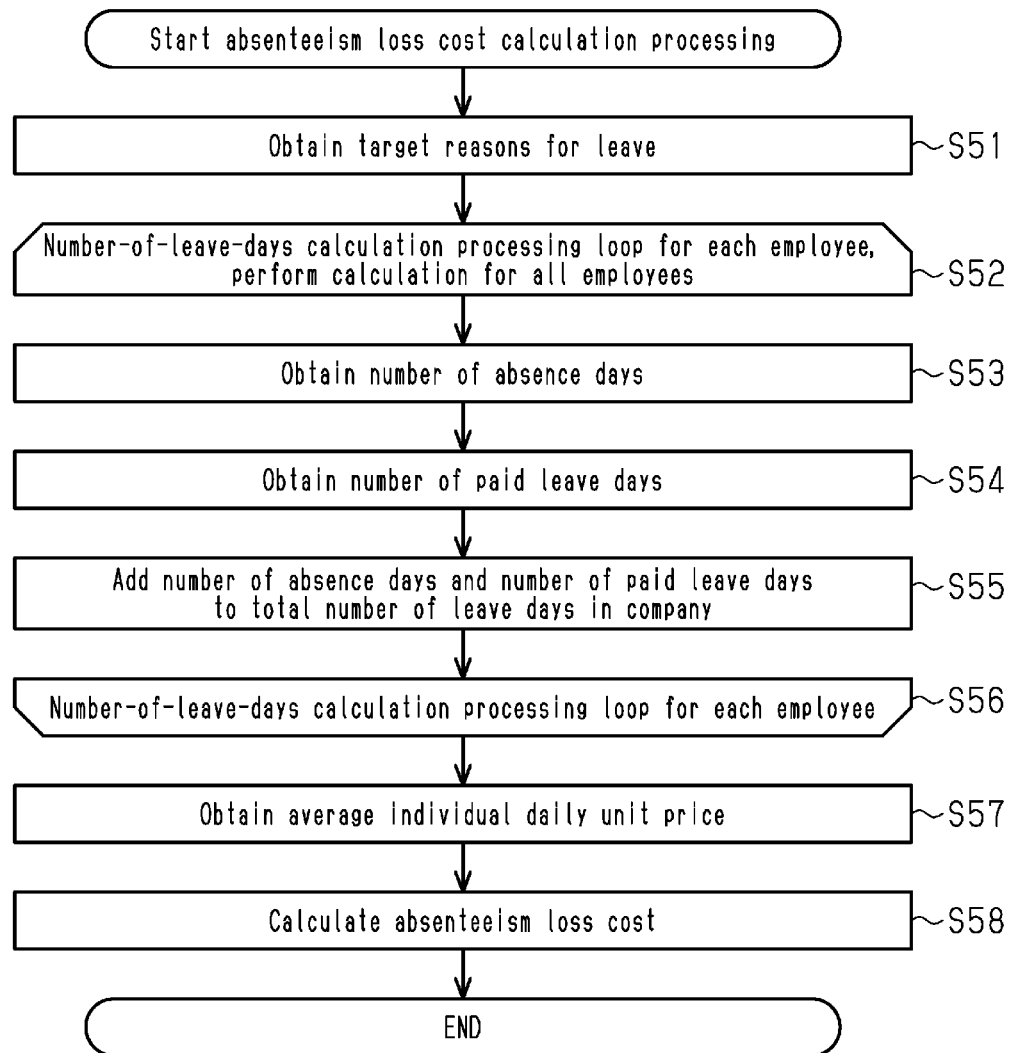 Start absenteeism loss cost calculation processing
Obtain target reasons for leave
S51
Number-of-leave-days calculation processing loop for each employee,
perform calculation for all employees
S52
Obtain number of absence days
S53
Obtain number of paid leave days
S54
Add number of absence days and number of paid leave days
to total number of leave days in company
S55
Number-of-leave-days calculation processing loop for each employee
S56
Obtain average individual daily unit price
S57
Calculate absenteeism loss cost
S58
END